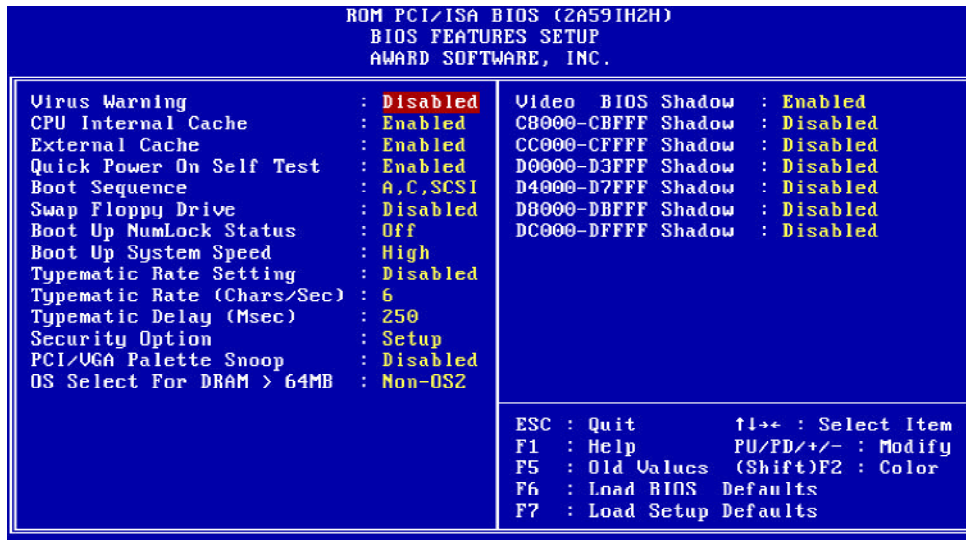 ROM PCI/ISA BIOS (2A59IH2H)
BIOS FEATURES SETUP
AWARD SOFTWARE, INC.
Virus Warning : Disabled
CPU Internal Cache : Enabled
External Cache : Enabled
Quick Power On Self Test : Enabled
Boot Sequence : A,C,SCSI
Swap Floppy Drive : Disabled
Boot Up NumLock Status : Off
Boot Up System Speed : High
Typematic Rate Setting : Disabled
Typematic Rate (Chars/Sec) : 6
Typematic Delay (Msec) : 250
Security Option : Setup
PCI/VGA Palette Snoop : Disabled
OS Select For DRAM > 64MB : Non-OS2
Video BIOS Shadow : Enabled
C8000-CBFFF Shadow : Disabled
CC000-CFFFF Shadow : Disabled
D0000-D3FFF Shadow : Disabled
D4000-D7FFF Shadow : Disabled
D8000-DBFFF Shadow : Disabled
DC000-DFFFF Shadow : Disabled
ESC : Quit ↑↓→← : Select Item
F1 : Help PU/PD/+/- : Modify
F5 : Old Values (Shift)F2 : Color
F6 : Load BIOS Defaults
F7 : Load Setup Defaults